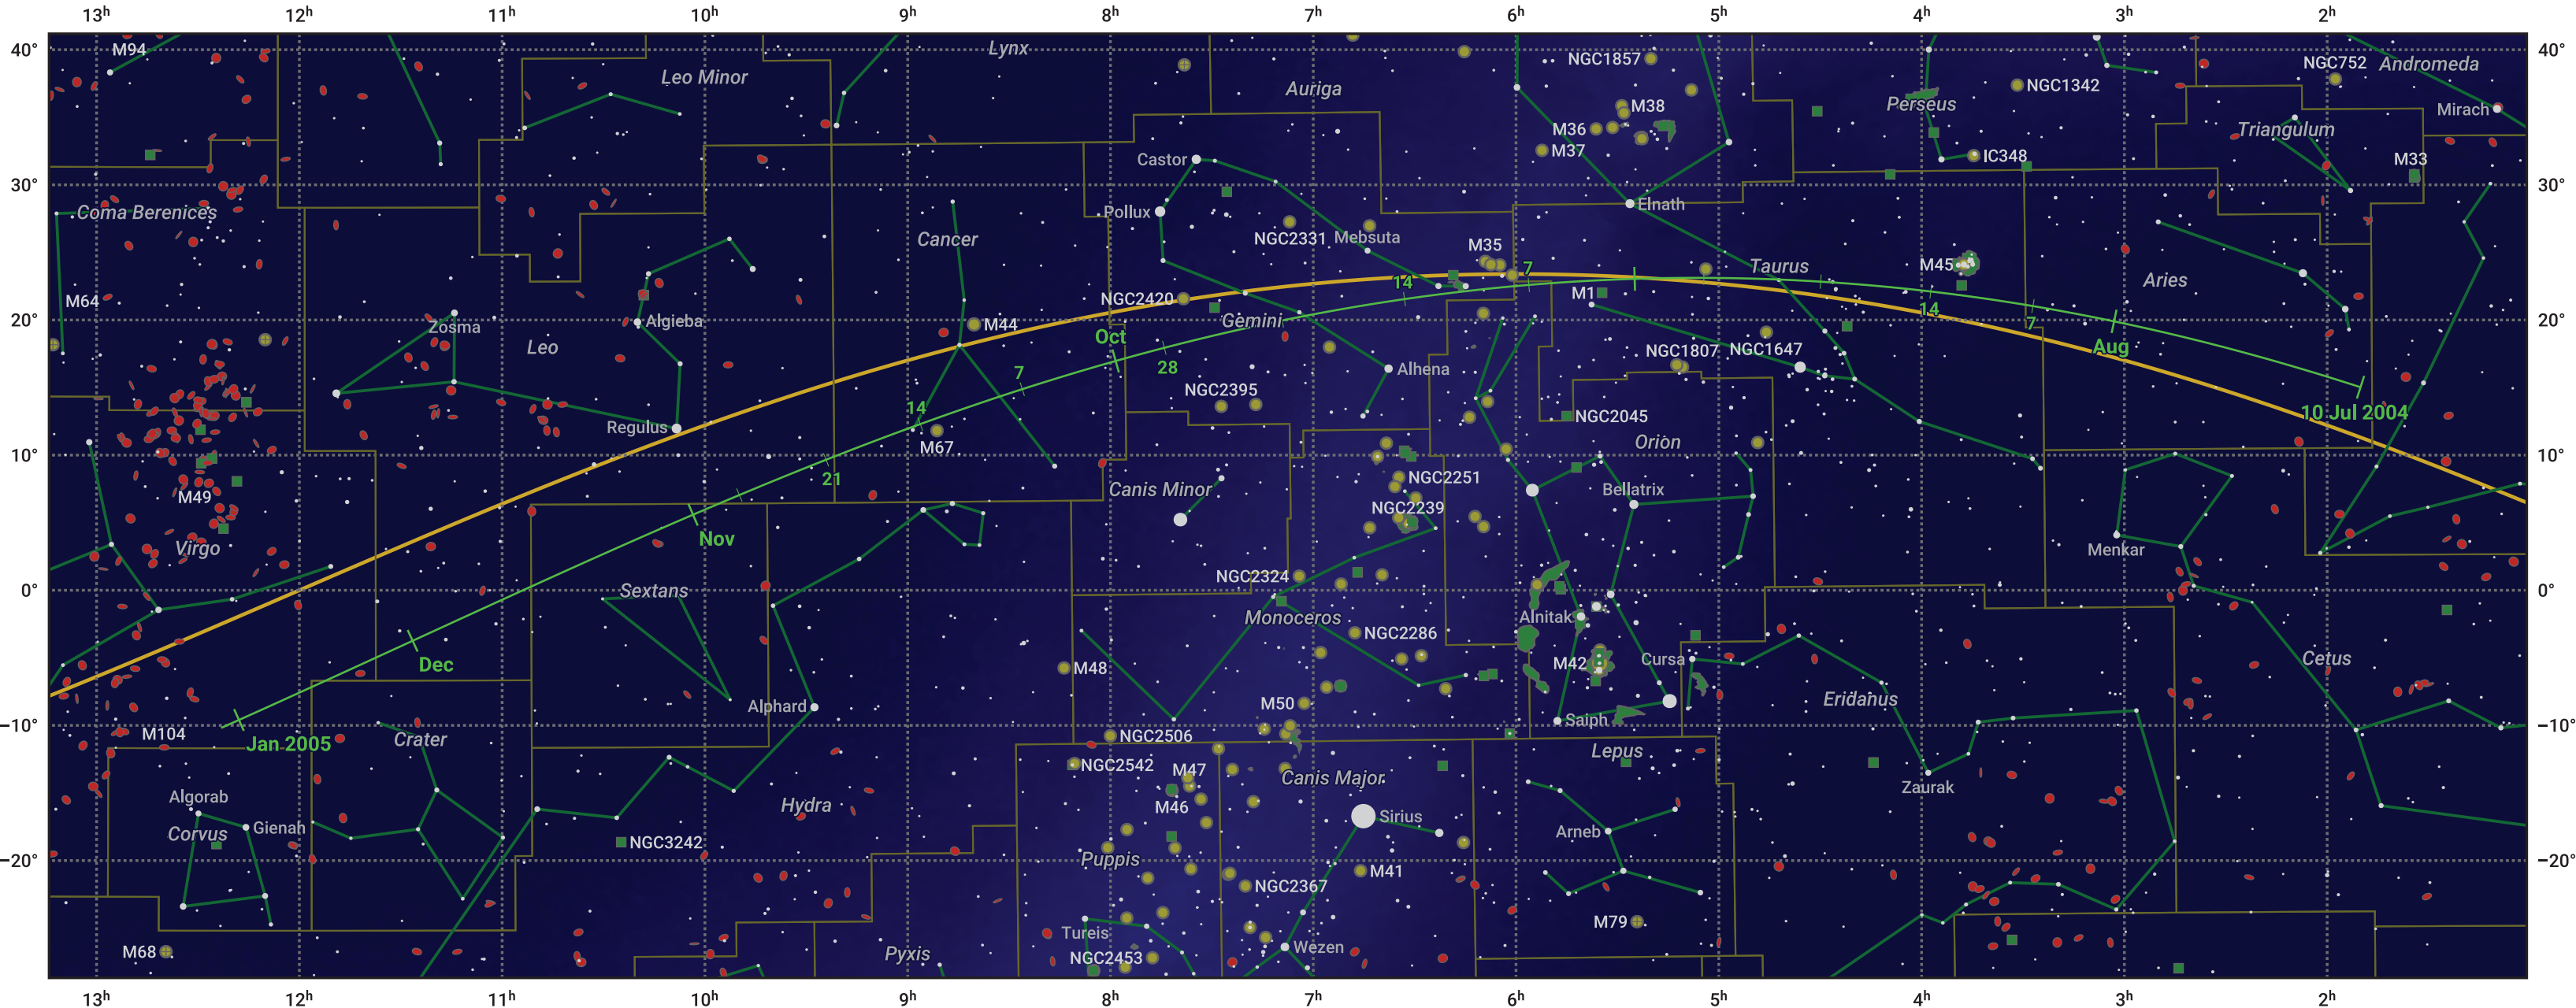 13ʰ 12ʰ 11ʰ 10ʰ 9ʰ 8ʰ 7ʰ 6ʰ 5ʰ 4ʰ 3ʰ 2ʰ
40° M94 Lynx NGC1857 NGC752 Andromeda 40°
Leo Minor Auriga NGC1342
M38 Perseus Mirach
M36 Triangulum
M37
Castor IC348 M33
30° 30°
Coma Berenices Pollux Elnath
Cancer NGC2331 Mebsuta M35
Taurus M45 Aries
7
14
M64 NGC2420 M1
14
20° Zosma Algieba M44 Gemini 7 20°
Oct Aug
Leo NGC1807 NGC1647
7 28 Alhena
NGC2395
14 10 Jul 2004
Regulus NGC2045
M67 Orion
10° 10°
21 NGC2251
M49 Canis Minor Bellatrix
NGC2239
Nov
Virgo Menkar
NGC2324
0° Sextans 0°
Monoceros Alnitak
NGC2286
Dec M48 M42 Cursa Cetus
Eridanus
Alphard M50
Saiph
−10° −10°
M104 Jan 2005 Crater NGC2506
Lepus
NGC2542 M47 Canis Major
Zaurak
Algorab Hydra M46
Corvus Gienah Sirius Arneb
NGC3242
−20° Puppis −20°
M41
NGC2367
M79
Tureis
M68 Pyxis NGC2453 Wezen
13ʰ 12ʰ 11ʰ 10ʰ 9ʰ 8ʰ 7ʰ 6ʰ 5ʰ 4ʰ 3ʰ 2ʰ